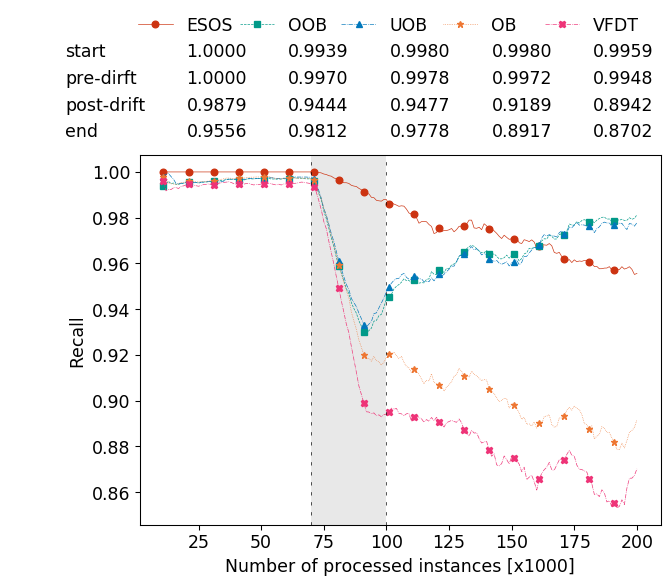 ESOS OOB UOB OB VFDT
start 1.0000 0.9939 0.9980 0.9980 0.9959
pre-dirft 1.0000 0.9970 0.9978 0.9972 0.9948
post-drift 0.9879 0.9444 0.9477 0.9189 0.8942
end 0.9556 0.9812 0.9778 0.8917 0.8702
1.00
0.98
0.96
0.94
0.92
0.90
0.88
0.86
Recall
25 50 75 100 125 150 175 200
Number of processed instances [x1000]